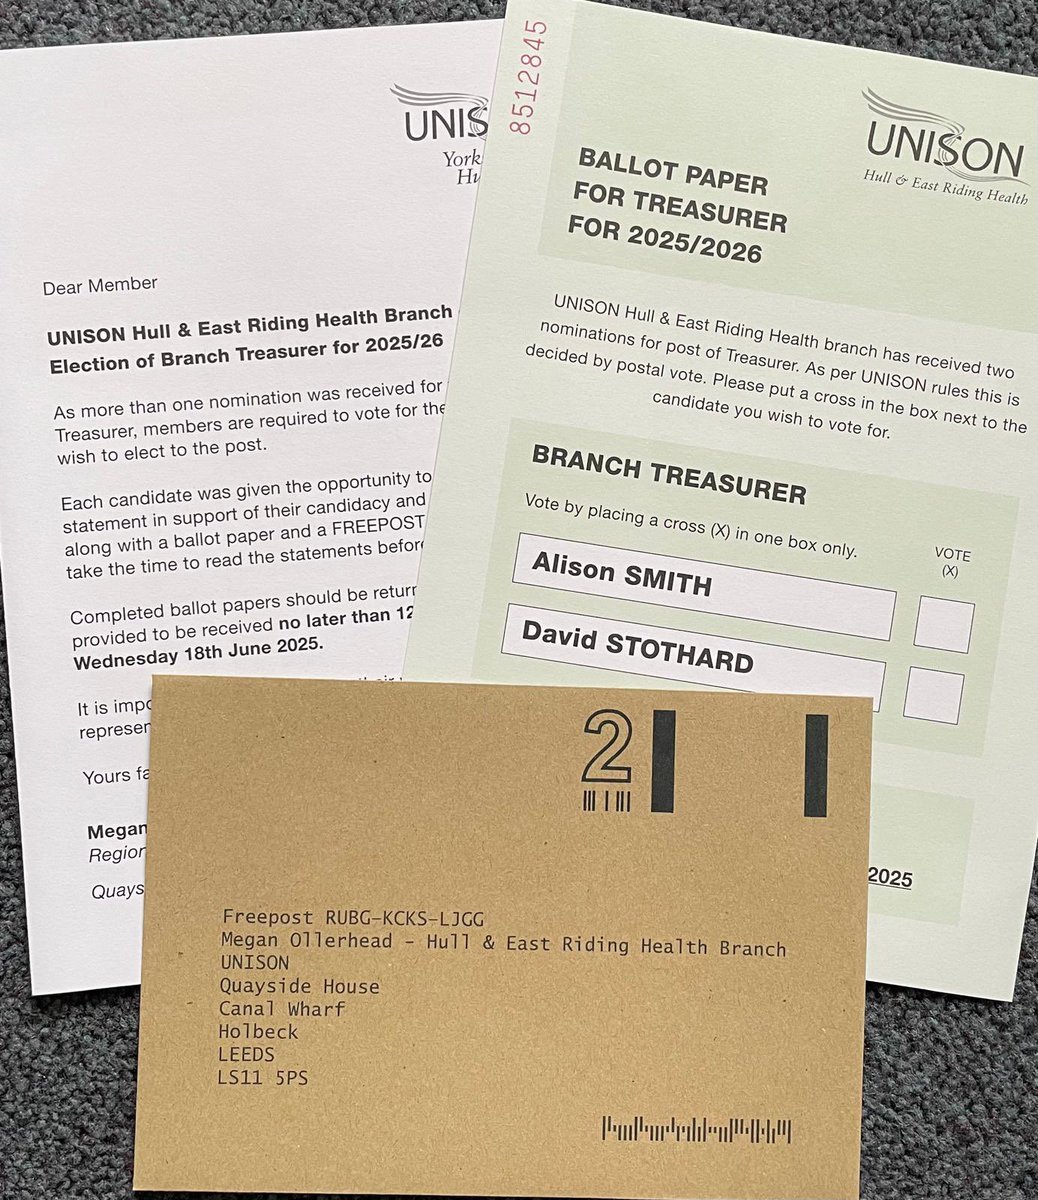 UNIS
York
Hu
Dear Member
UNISON Hull & East Riding Health Branch
Election of Branch Treasurer for 2025/26
As more than one nomination was received for
Treasurer, members are required to vote for the
wish to elect to the post.
Each candidate was given the opportunity to
statement in support of their candidacy and
along with a ballot paper and a FREEPOST
take the time to read the statements before
Completed ballot papers should be retur
provided to be received no later than 12
Wednesday 18th June 2025.
It is impo
represen
Yours fa
Megan
Region
Quays
8512845
UNISON
Hull & East Riding Health
BALLOT PAPER
FOR TREASURER
FOR 2025/2026
UNISON Hull & East Riding Health branch has received two
nominations for post of Treasurer. As per UNISON rules this is
decided by postal vote. Please put a cross in the box next to the
candidate you wish to vote for.
BRANCH TREASURER
Vote by placing a cross (X) in one box only.
VOTE
(X)
Alison SMITH
David STOTHARD
2025
2
Freepost RUBG-KCKS-LJGG
Megan Ollerhead - Hull & East Riding Health Branch
UNISON
Quayside House
Canal Wharf
Holbeck
LEEDS
LS11 5PS